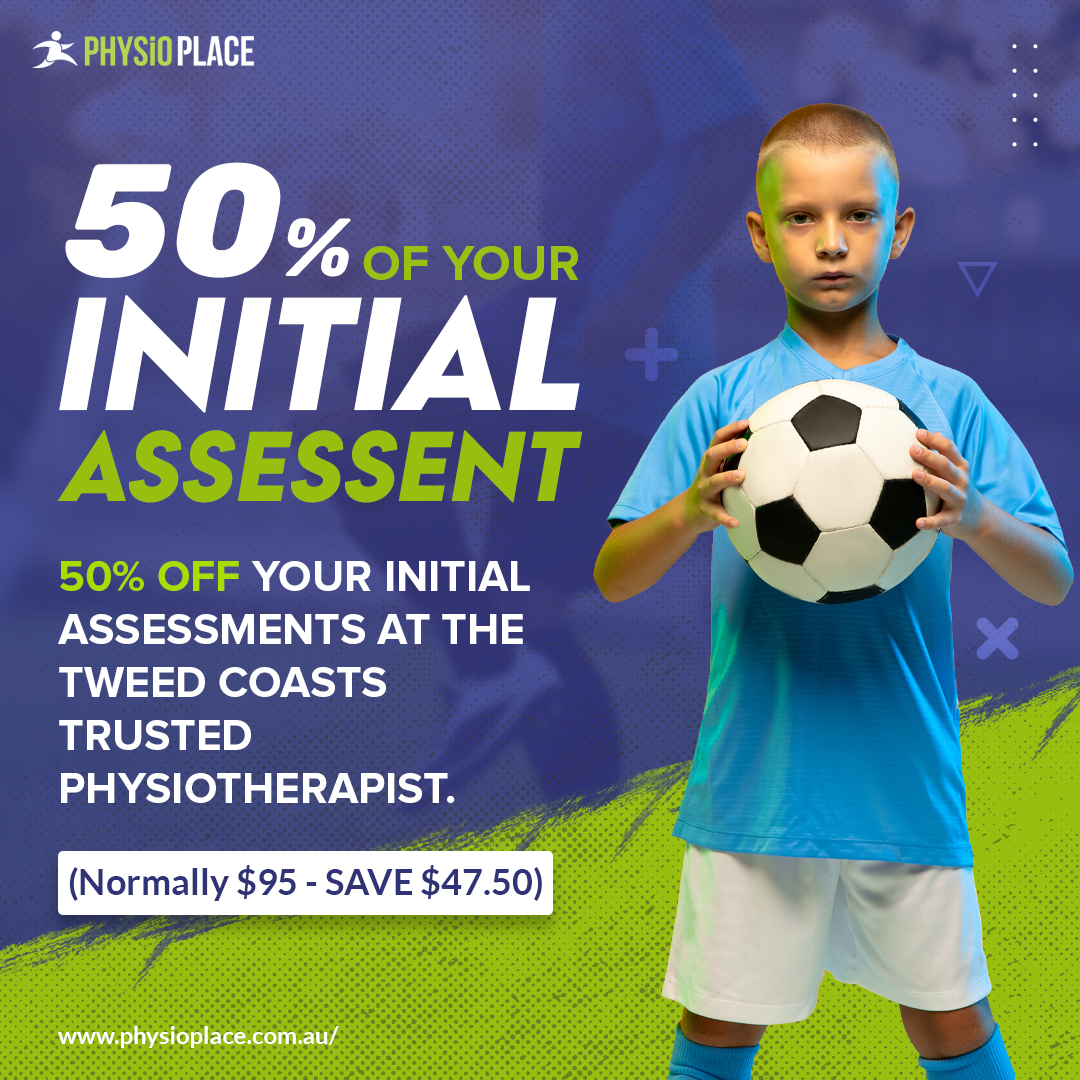 PHYSiO PLACE
50% OF YOUR
INITIAL
ASSESSENT
50% OFF YOUR INITIAL
ASSESSMENTS AT THE
TWEED COASTS
TRUSTED
PHYSIOTHERAPIST.
(Normally $95 - SAVE $47.50)
www.physioplace.com.au/